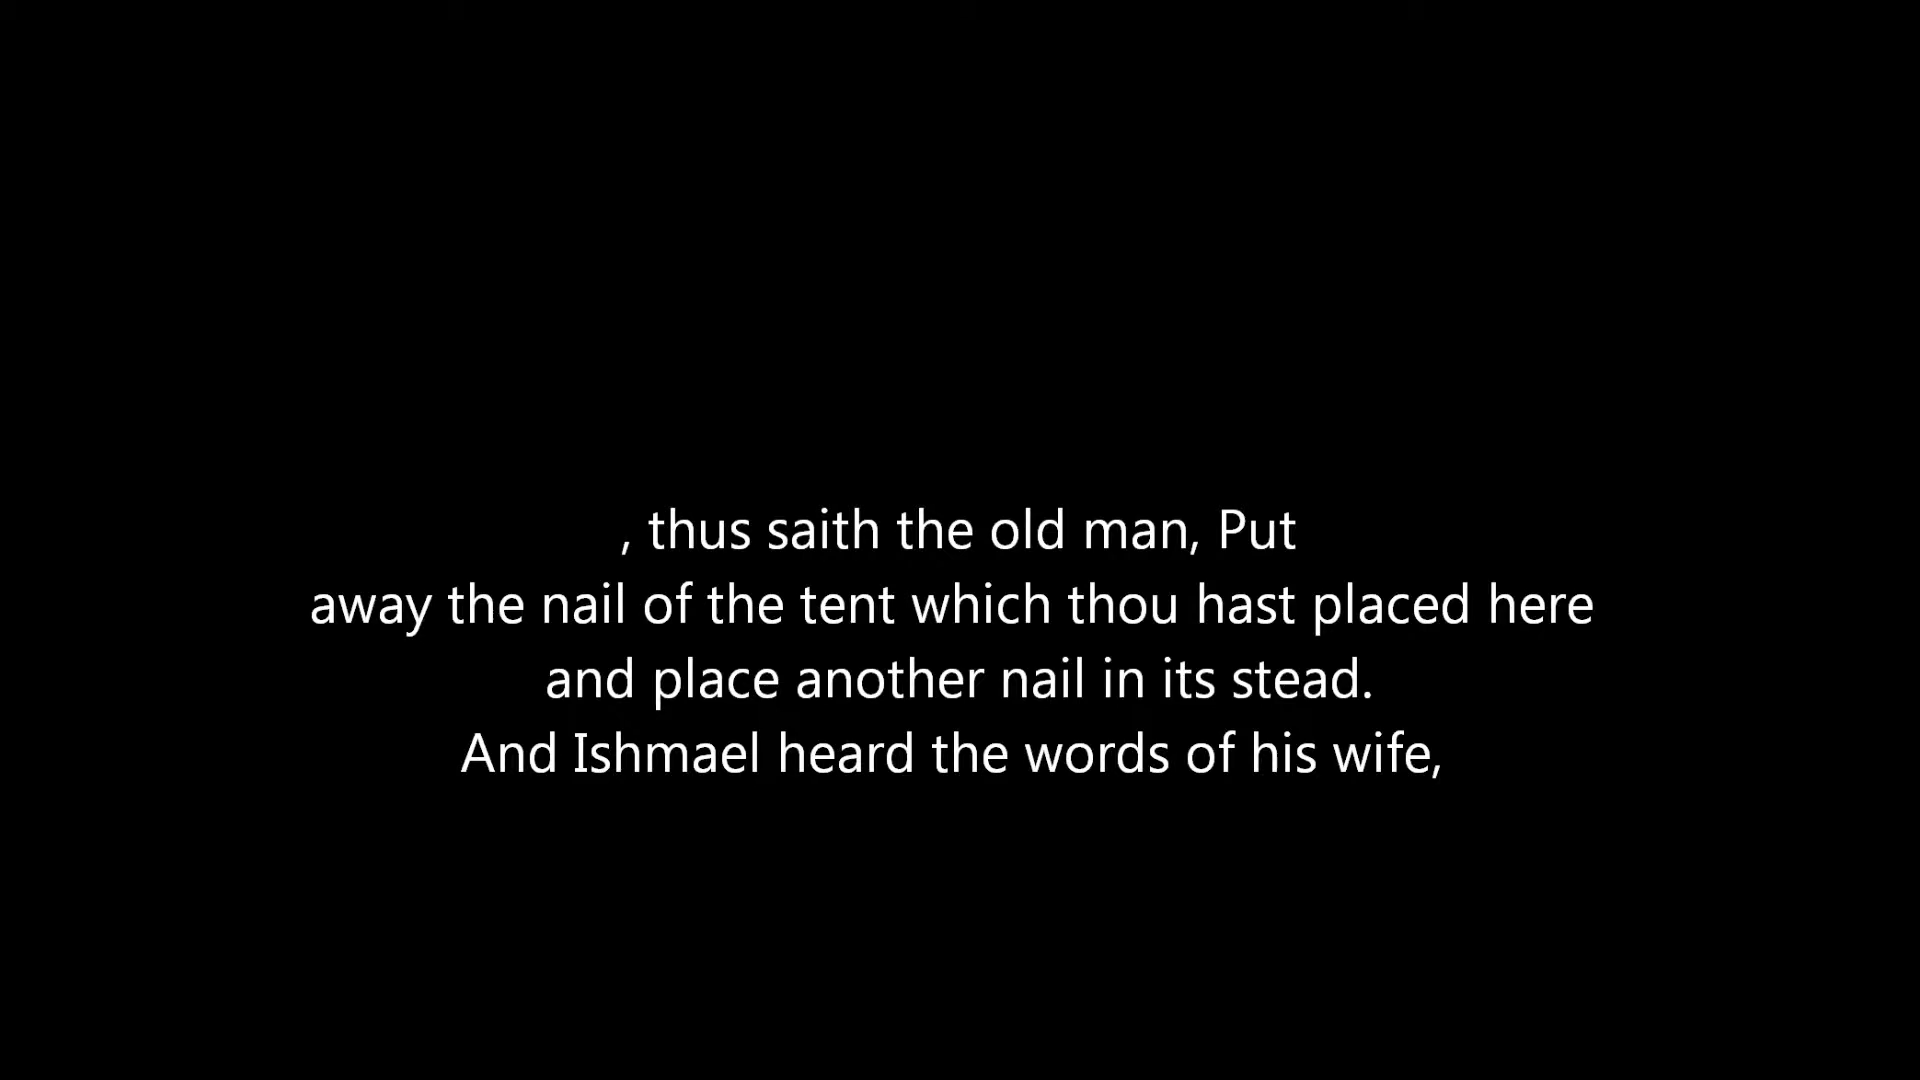 , thus saith the old man, Put
away the nail of the tent which thou hast placed here
and place another nail in its stead.
And Ishmael heard the words of his wife,